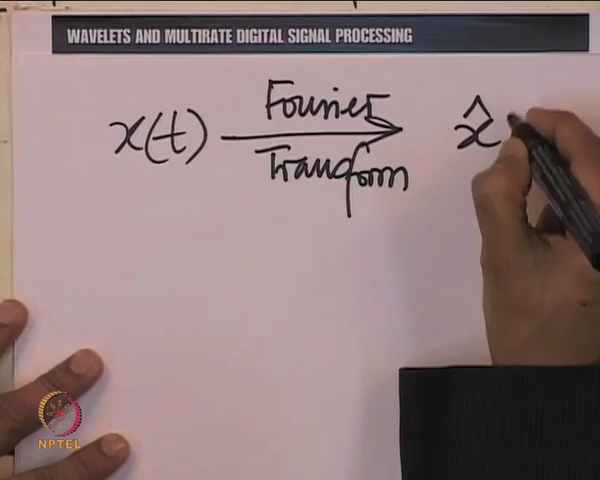 WAVELETS AND MULTIRATE DIGITAL SIGNAL PROCESSING
x(t) Fourier Transform x̂
NPTEL